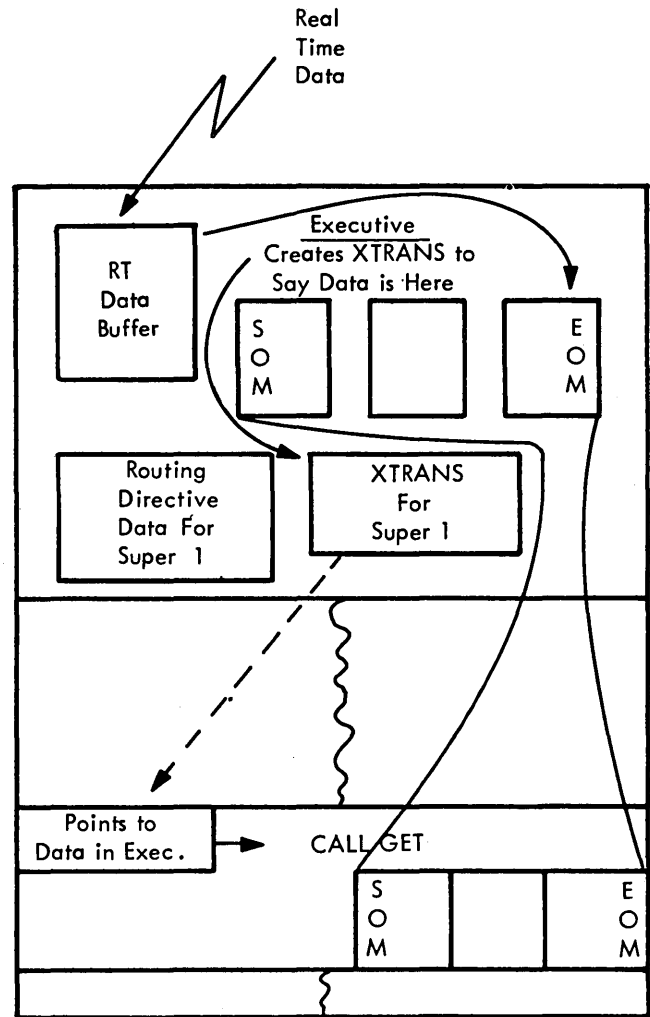 Real
Time
Data
Executive
Creates XTRANS to
Say Data is Here
RT
Data
Buffer
S
O
M
E
O
M
Routing
Directive
Data For
Super 1
XTRANS
For
Super 1
Points to
Data in Exec.
CALL GET
S
O
M
E
O
M